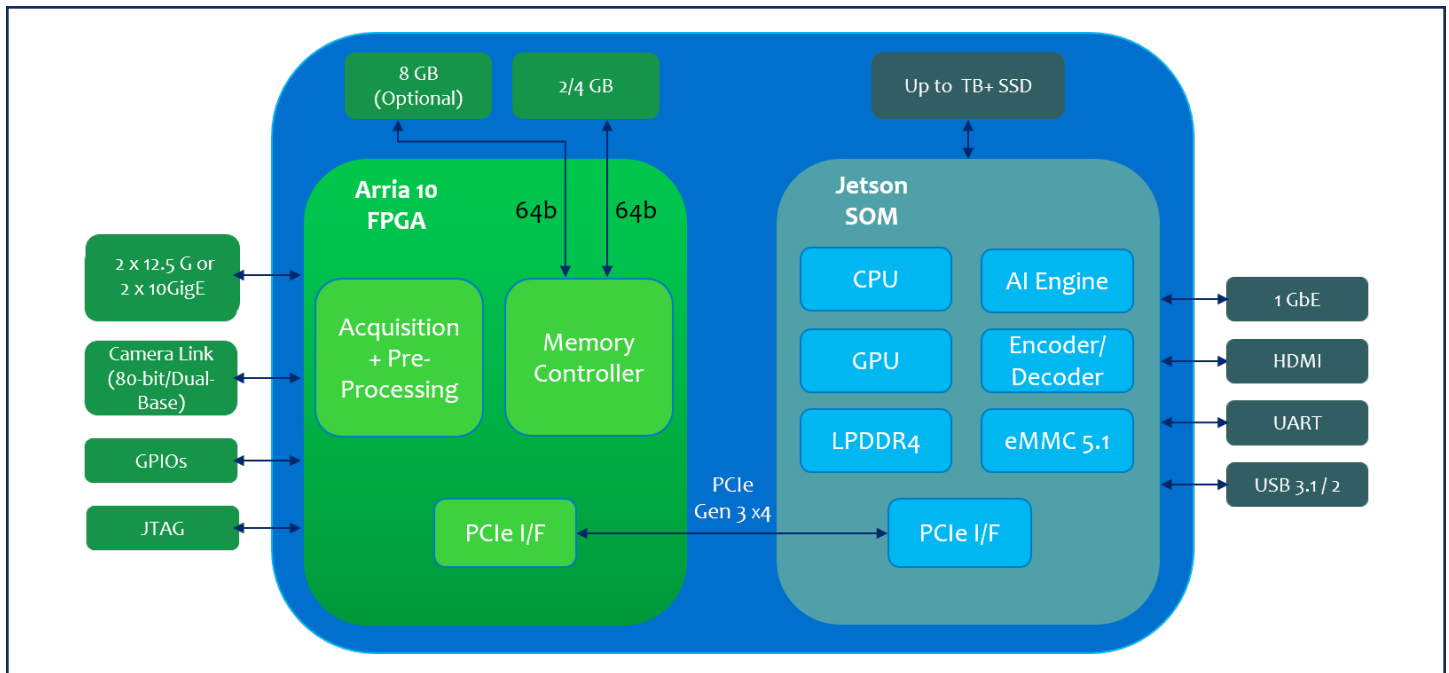 8 GB
(Optional)
2/4 GB
Up to TB+ SSD
Arria 10
FPGA
64b
64b
Jetson
SOM
2 x 12.5 G or
2 x 10GigE
Camera Link
(80-bit/Dual-
Base)
GPIOs
JTAG
Acquisition
+ Pre-
Processing
Memory
Controller
PCIe I/F
PCIe
Gen 3 x4
CPU
AI Engine
GPU
Encoder/
Decoder
LPDDR4
eMMC 5.1
PCIe I/F
1 GbE
HDMI
UART
USB 3.1 / 2